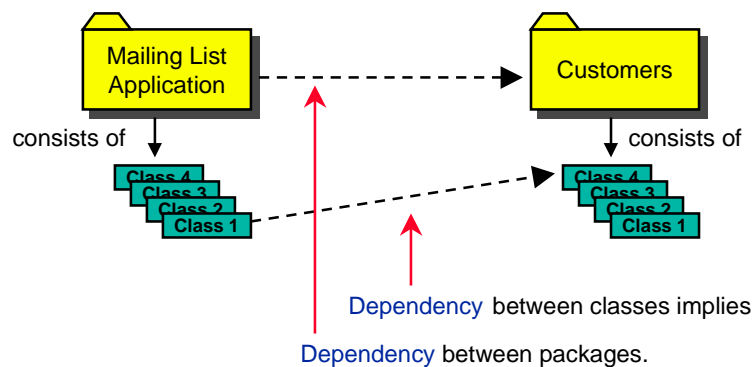 Mailing List
Application
Customers
consists of
consists of
Class 4
Class 3
Class 2
Class 1
Class 4
Class 3
Class 2
Class 1
Dependency between classes implies
Dependency between packages.